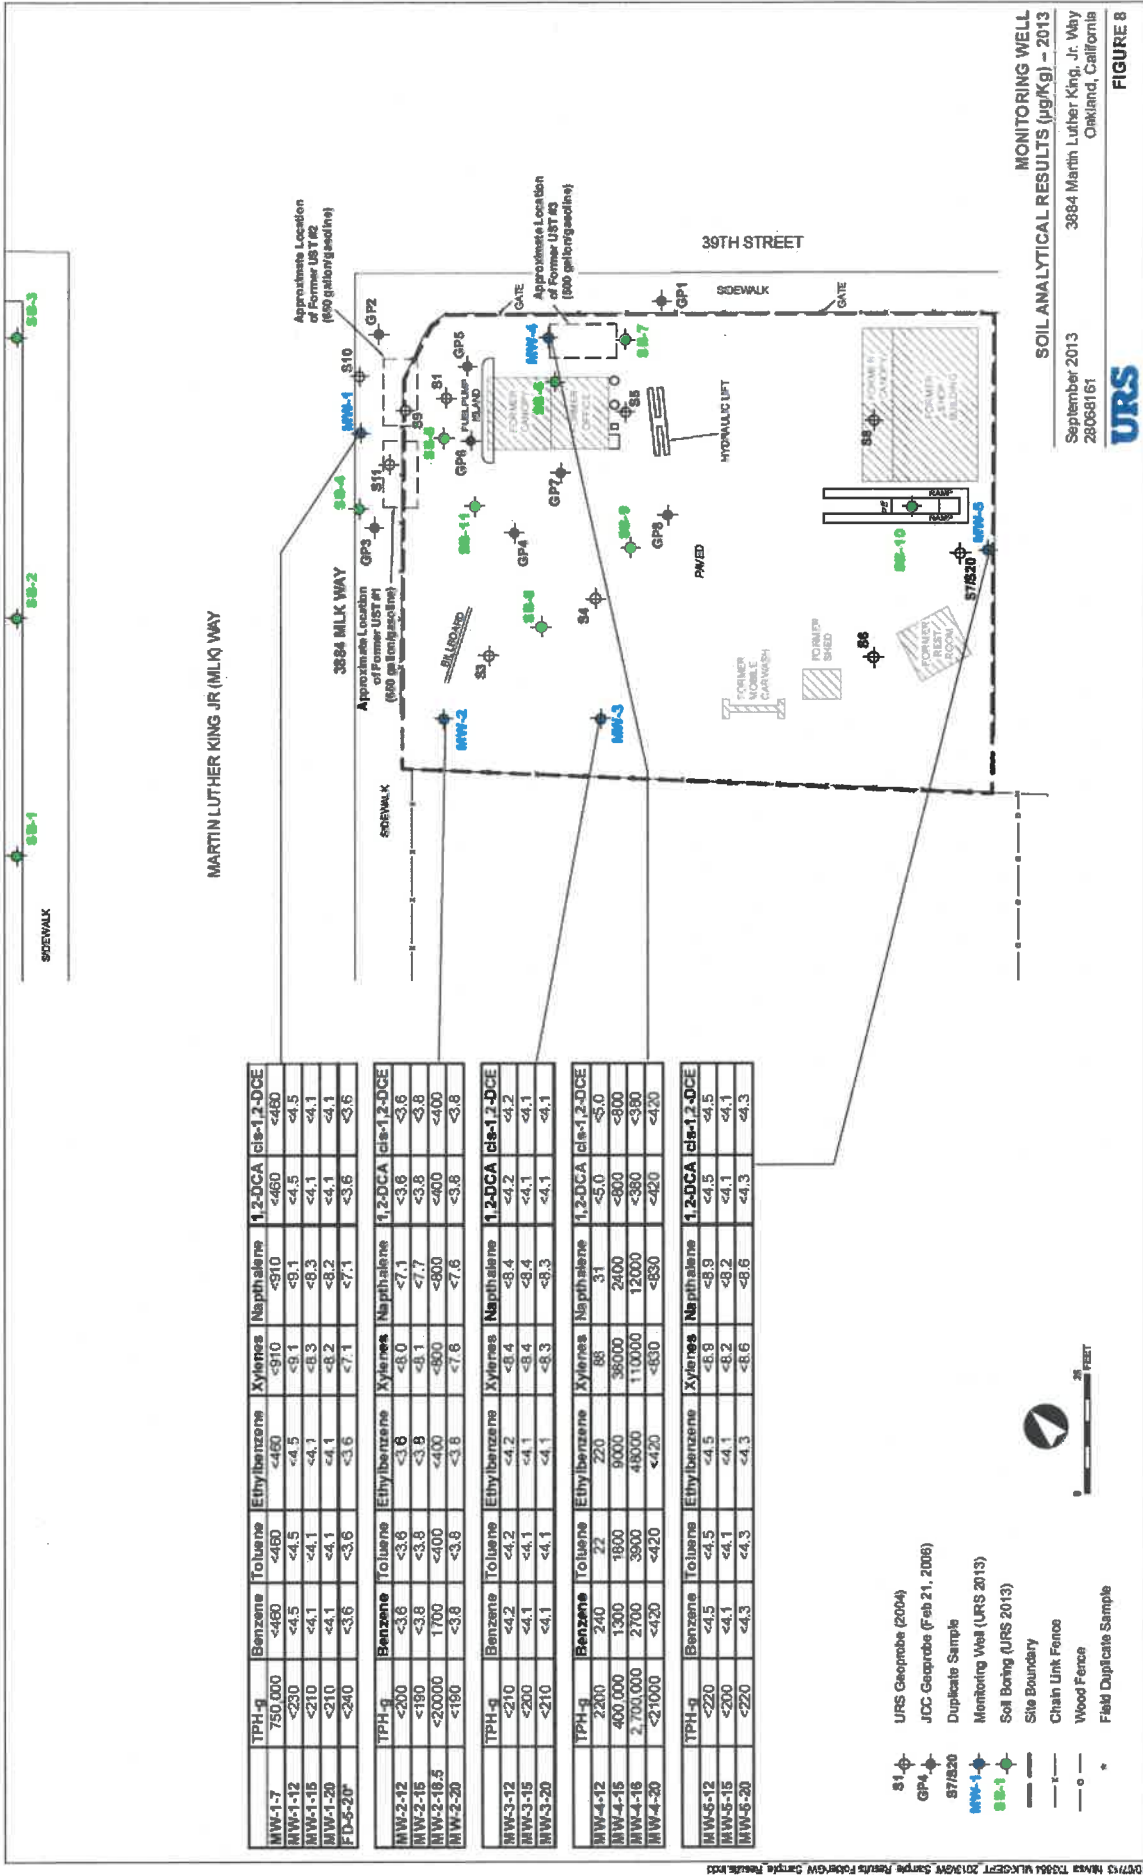 MONITORING WELL
SOIL ANALYTICAL RESULTS (µg/Kg) – 2013
September 2013
28068161
3884 Martin Luther King, Jr. Way
Oakland, California
URS
FIGURE 8
SIDEWALK
SB-1
SB-2
SB-3
MARTIN LUTHER KING JR (MLK) WAY
3884 MLK WAY
SIDEWALK
Approximate Location
of Former UST #1
Approximate Location
of Former UST #2
Approximate Location
of Former UST #3
(500 gallon/gasoline)
39TH STREET
SIDEWALK
GATE
GATE
GP3
SB-4
MW-1
S10
GP2
S11
S9
SB-5
S1
GP5
GP6
FUEL PUMP
ISLAND
BILLBOARD
MW-2
S3
SB-11
GP4
FORMER
CANOPY
SB-6
FORMER
OFFICE
MW-4
SB-7
GP1
SB-8
S4
GP7
S5
MW-3
SB-9
GP8
PAVED
HYDRAULIC LIFT
FORMER
MOBILE
CARWASH
FORMER
SHED
S6
FORMER
REST
ROOM
SB-10
RAMP
RAMP
S7/S20
MW-5
FORMER
CANOPY
FORMER
SHOP
BUILDING
TPH-g Benzene Toluene Ethylbenzene Xylenes Napthalene 1,2-DCA cis-1,2-DCE
MW-1-7 750,000 <460 <460 <460 <910 <910 <460 <460
MW-1-12 <230 <4.5 <4.5 <4.5 <9.1 <9.1 <4.5 <4.5
MW-1-15 <210 <4.1 <4.1 <4.1 <8.3 <8.3 <4.1 <4.1
MW-1-20 <210 <4.1 <4.1 <4.1 <8.2 <8.2 <4.1 <4.1
FD-5-20* <240 <3.6 <3.6 <3.6 <7.1 <7.1 <3.6 <3.6
TPH-g Benzene Toluene Ethylbenzene Xylenes Napthalene 1,2-DCA cis-1,2-DCE
MW-2-12 <200 <3.6 <3.6 <3.6 <8.0 <7.1 <3.6 <3.6
MW-2-16 <190 <3.8 <3.8 <3.8 <8.1 <7.7 <3.8 <3.8
MW-2-18.5 <20000 1700 <400 <400 <800 <800 <400 <400
MW-2-20 <190 <3.8 <3.8 <3.8 <7.6 <7.6 <3.8 <3.8
TPH-g Benzene Toluene Ethylbenzene Xylenes Napthalene 1,2-DCA cis-1,2-DCE
MW-3-12 <210 <4.2 <4.2 <4.2 <8.4 <8.4 <4.2 <4.2
MW-3-15 <200 <4.1 <4.1 <4.1 <8.4 <8.4 <4.1 <4.1
MW-3-20 <210 <4.1 <4.1 <4.1 <8.3 <8.3 <4.1 <4.1
TPH-g Benzene Toluene Ethylbenzene Xylenes Napthalene 1,2-DCA cis-1,2-DCE
MW-4-12 2200 240 22 220 88 31 <5.0 <5.0
MW-4-15 400,000 1300 1800 9000 38000 2400 <800 <800
MW-4-16 2,700,000 2700 3900 48000 110000 12000 <380 <380
MW-4-20 <21000 <420 <420 <420 <830 <830 <420 <420
TPH-g Benzene Toluene Ethylbenzene Xylenes Napthalene 1,2-DCA cis-1,2-DCE
MW-5-12 <220 <4.5 <4.5 <4.5 <8.9 <8.9 <4.5 <4.5
MW-5-15 <200 <4.1 <4.1 <4.1 <8.2 <8.2 <4.1 <4.1
MW-5-20 <220 <4.3 <4.3 <4.3 <8.6 <8.6 <4.3 <4.3
S1 URS Geoprobe (2004)
GP4 JCC Geoprobe (Feb 21, 2006)
S7/S20 Duplicate Sample
MW-1 Monitoring Well (URS 2013)
SB-1 Soil Boring (URS 2013)
Site Boundary
Chain Link Fence
Wood Fence
* Field Duplicate Sample
0 25 FEET